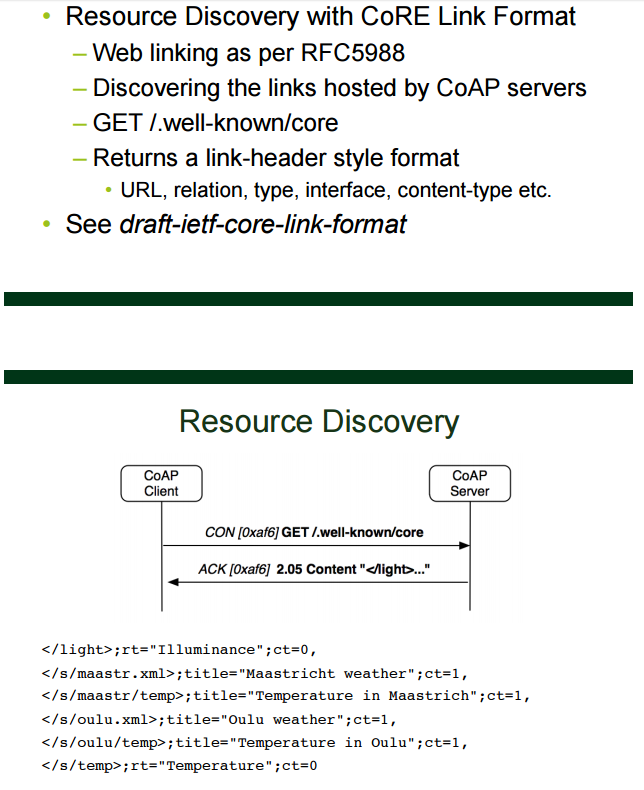 • Resource Discovery with CoRE Link Format
– Web linking as per RFC5988
– Discovering the links hosted by CoAP servers
– GET /.well-known/core
– Returns a link-header style format
• URL, relation, type, interface, content-type etc.
• See draft-ietf-core-link-format
Resource Discovery
CoAP
Client
CoAP
Server
CON [0xaf6] GET /.well-known/core
ACK [0xaf6] 2.05 Content "</light>..."
</light>;rt="Illuminance";ct=0,
</s/maastr.xml>;title="Maastricht weather";ct=1,
</s/maastr/temp>;title="Temperature in Maastrich";ct=1,
</s/oulu.xml>;title="Oulu weather";ct=1,
</s/oulu/temp>;title="Temperature in Oulu";ct=1,
</s/temp>;rt="Temperature";ct=0